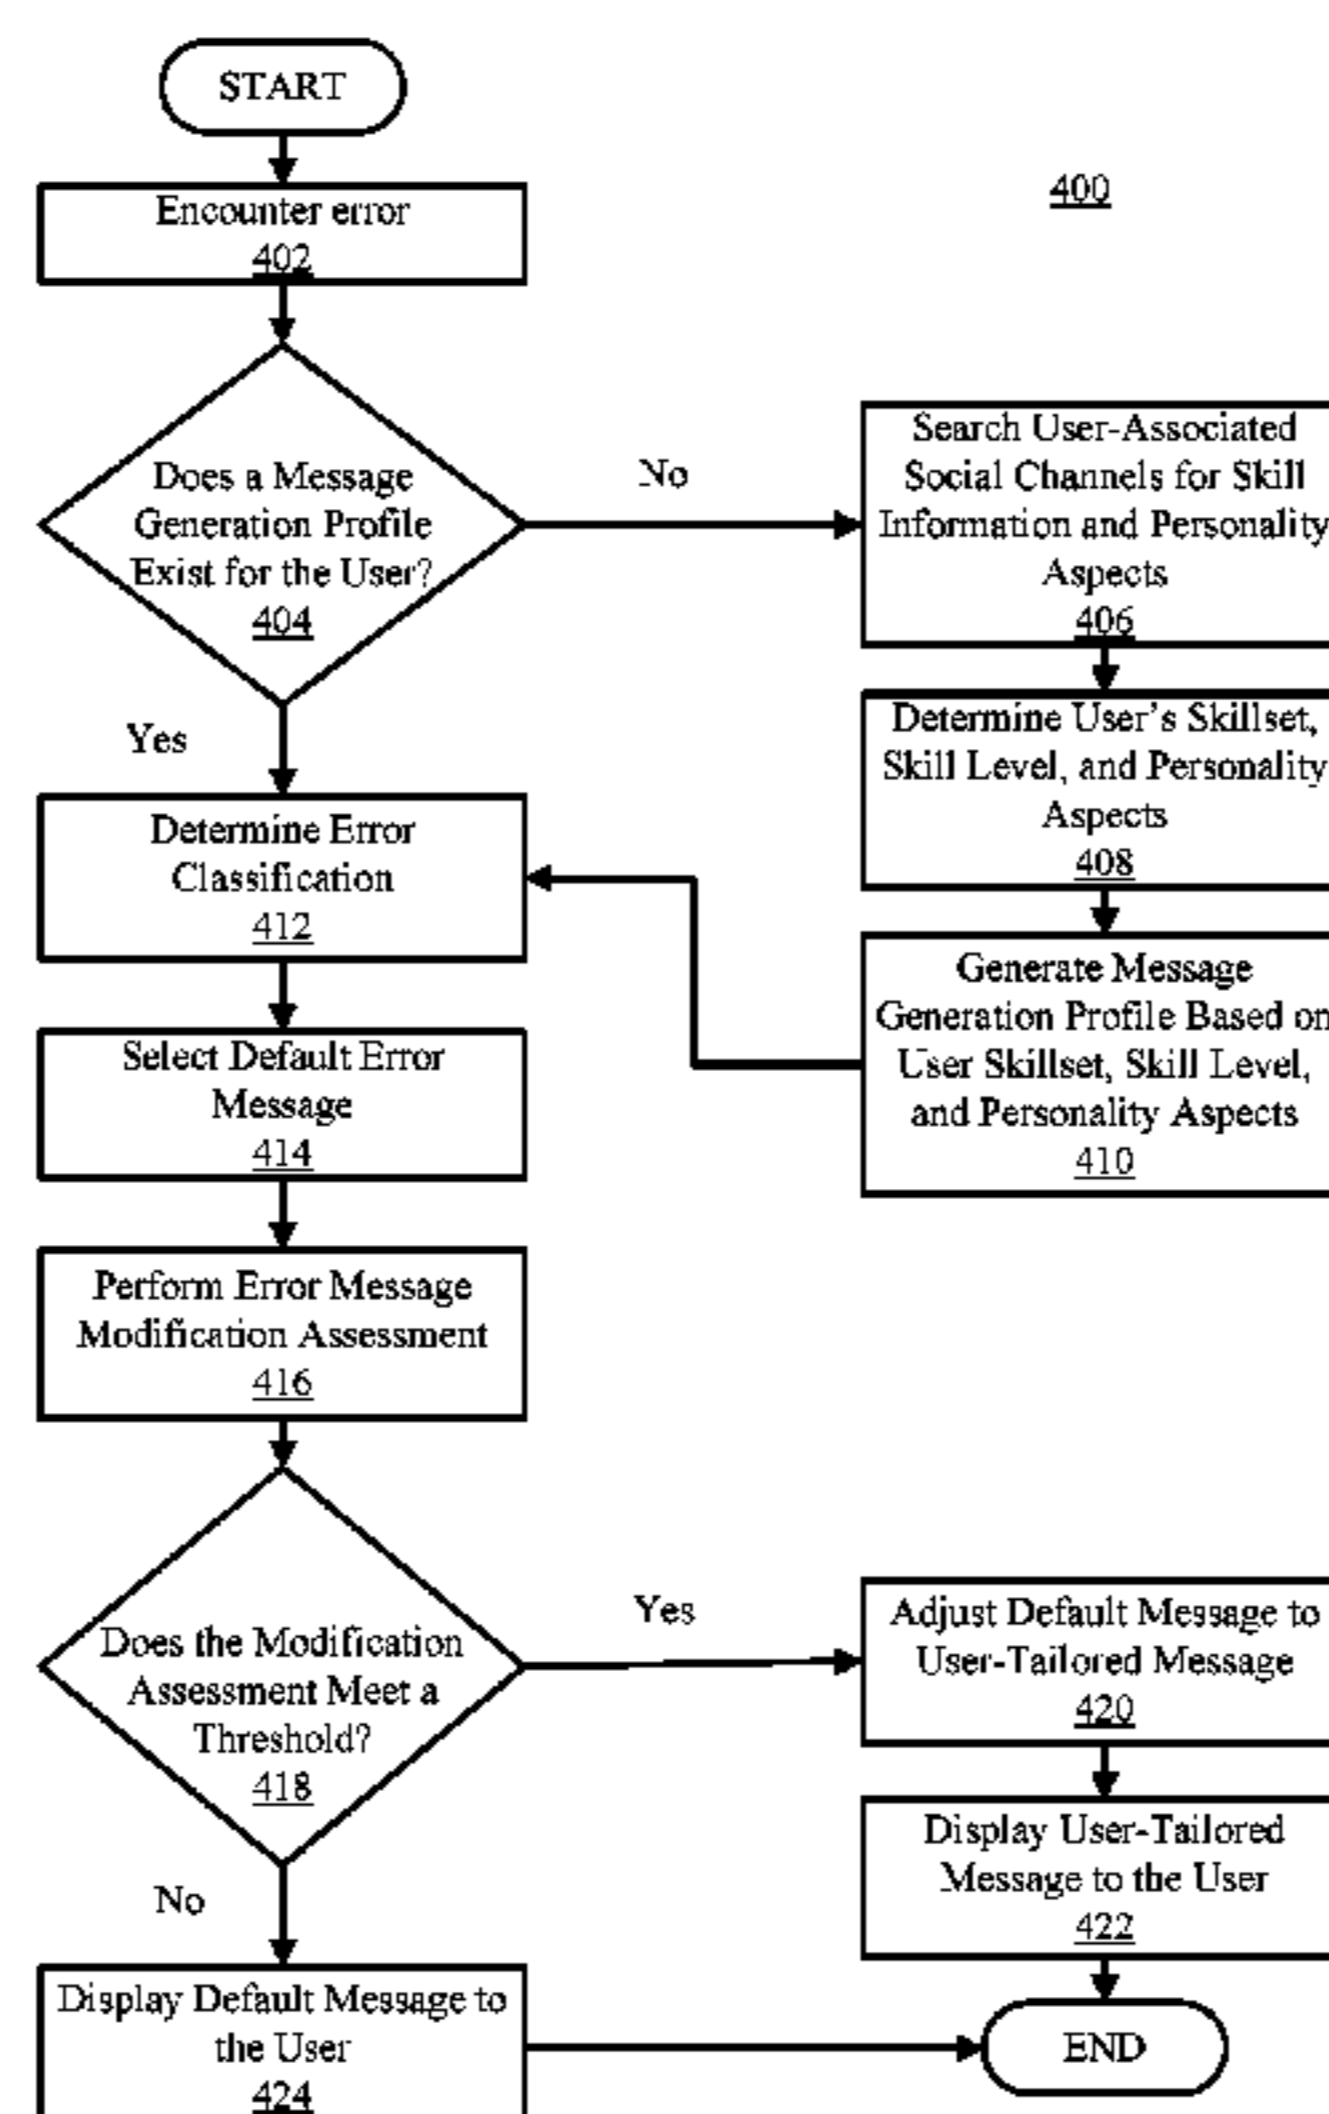 START
400
Encounter error
402
Does a Message
Generation Profile
Exist for the User?
404
No
Search User-Associated
Social Channels for Skill
Information and Personality
Aspects
406
Yes
Determine User's Skillset,
Skill Level, and Personality
Aspects
408
Determine Error
Classification
412
Generate Message
Generation Profile Based on
User Skillset, Skill Level,
and Personality Aspects
410
Select Default Error
Message
414
Perform Error Message
Modification Assessment
416
Does the Modification
Assessment Meet a
Threshold?
418
Yes
Adjust Default Message to
User-Tailored Message
420
Display User-Tailored
Message to the User
422
No
Display Default Message to
the User
424
END